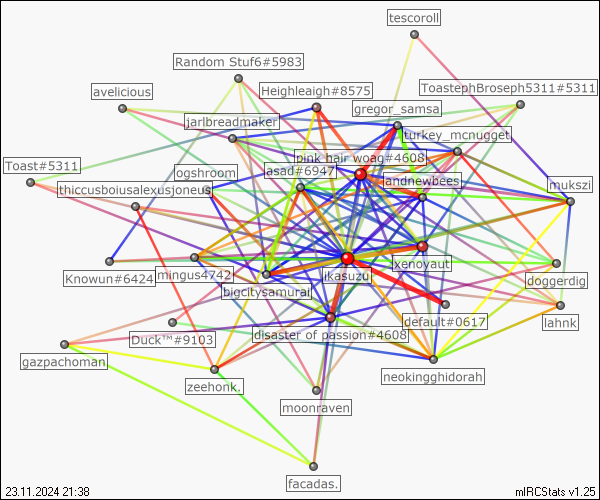 tescoroll
Random Stuf6#5983
avelicious
Heighleaigh#8575
ToastephBroseph5311#5311
gregor_samsa
jarlbreadmaker
turkey_mcnugget
pink hair woag#4608
Toast#5311
ogshroom
asad#6947
landnewbees
thiccusboiusalexusjoneus
mukszi
Knowun#6424
mingus4742
likasuzu
xenoyaut
doggerdig
bigcitysamurai
default#0617
lahnk
Duck™#9103
disaster of passion#4608
gazpachoman
zeehonk.
neokingghidorah
moonraven
facadas.
23.11.2024 21:38
mIRCStats v1.25